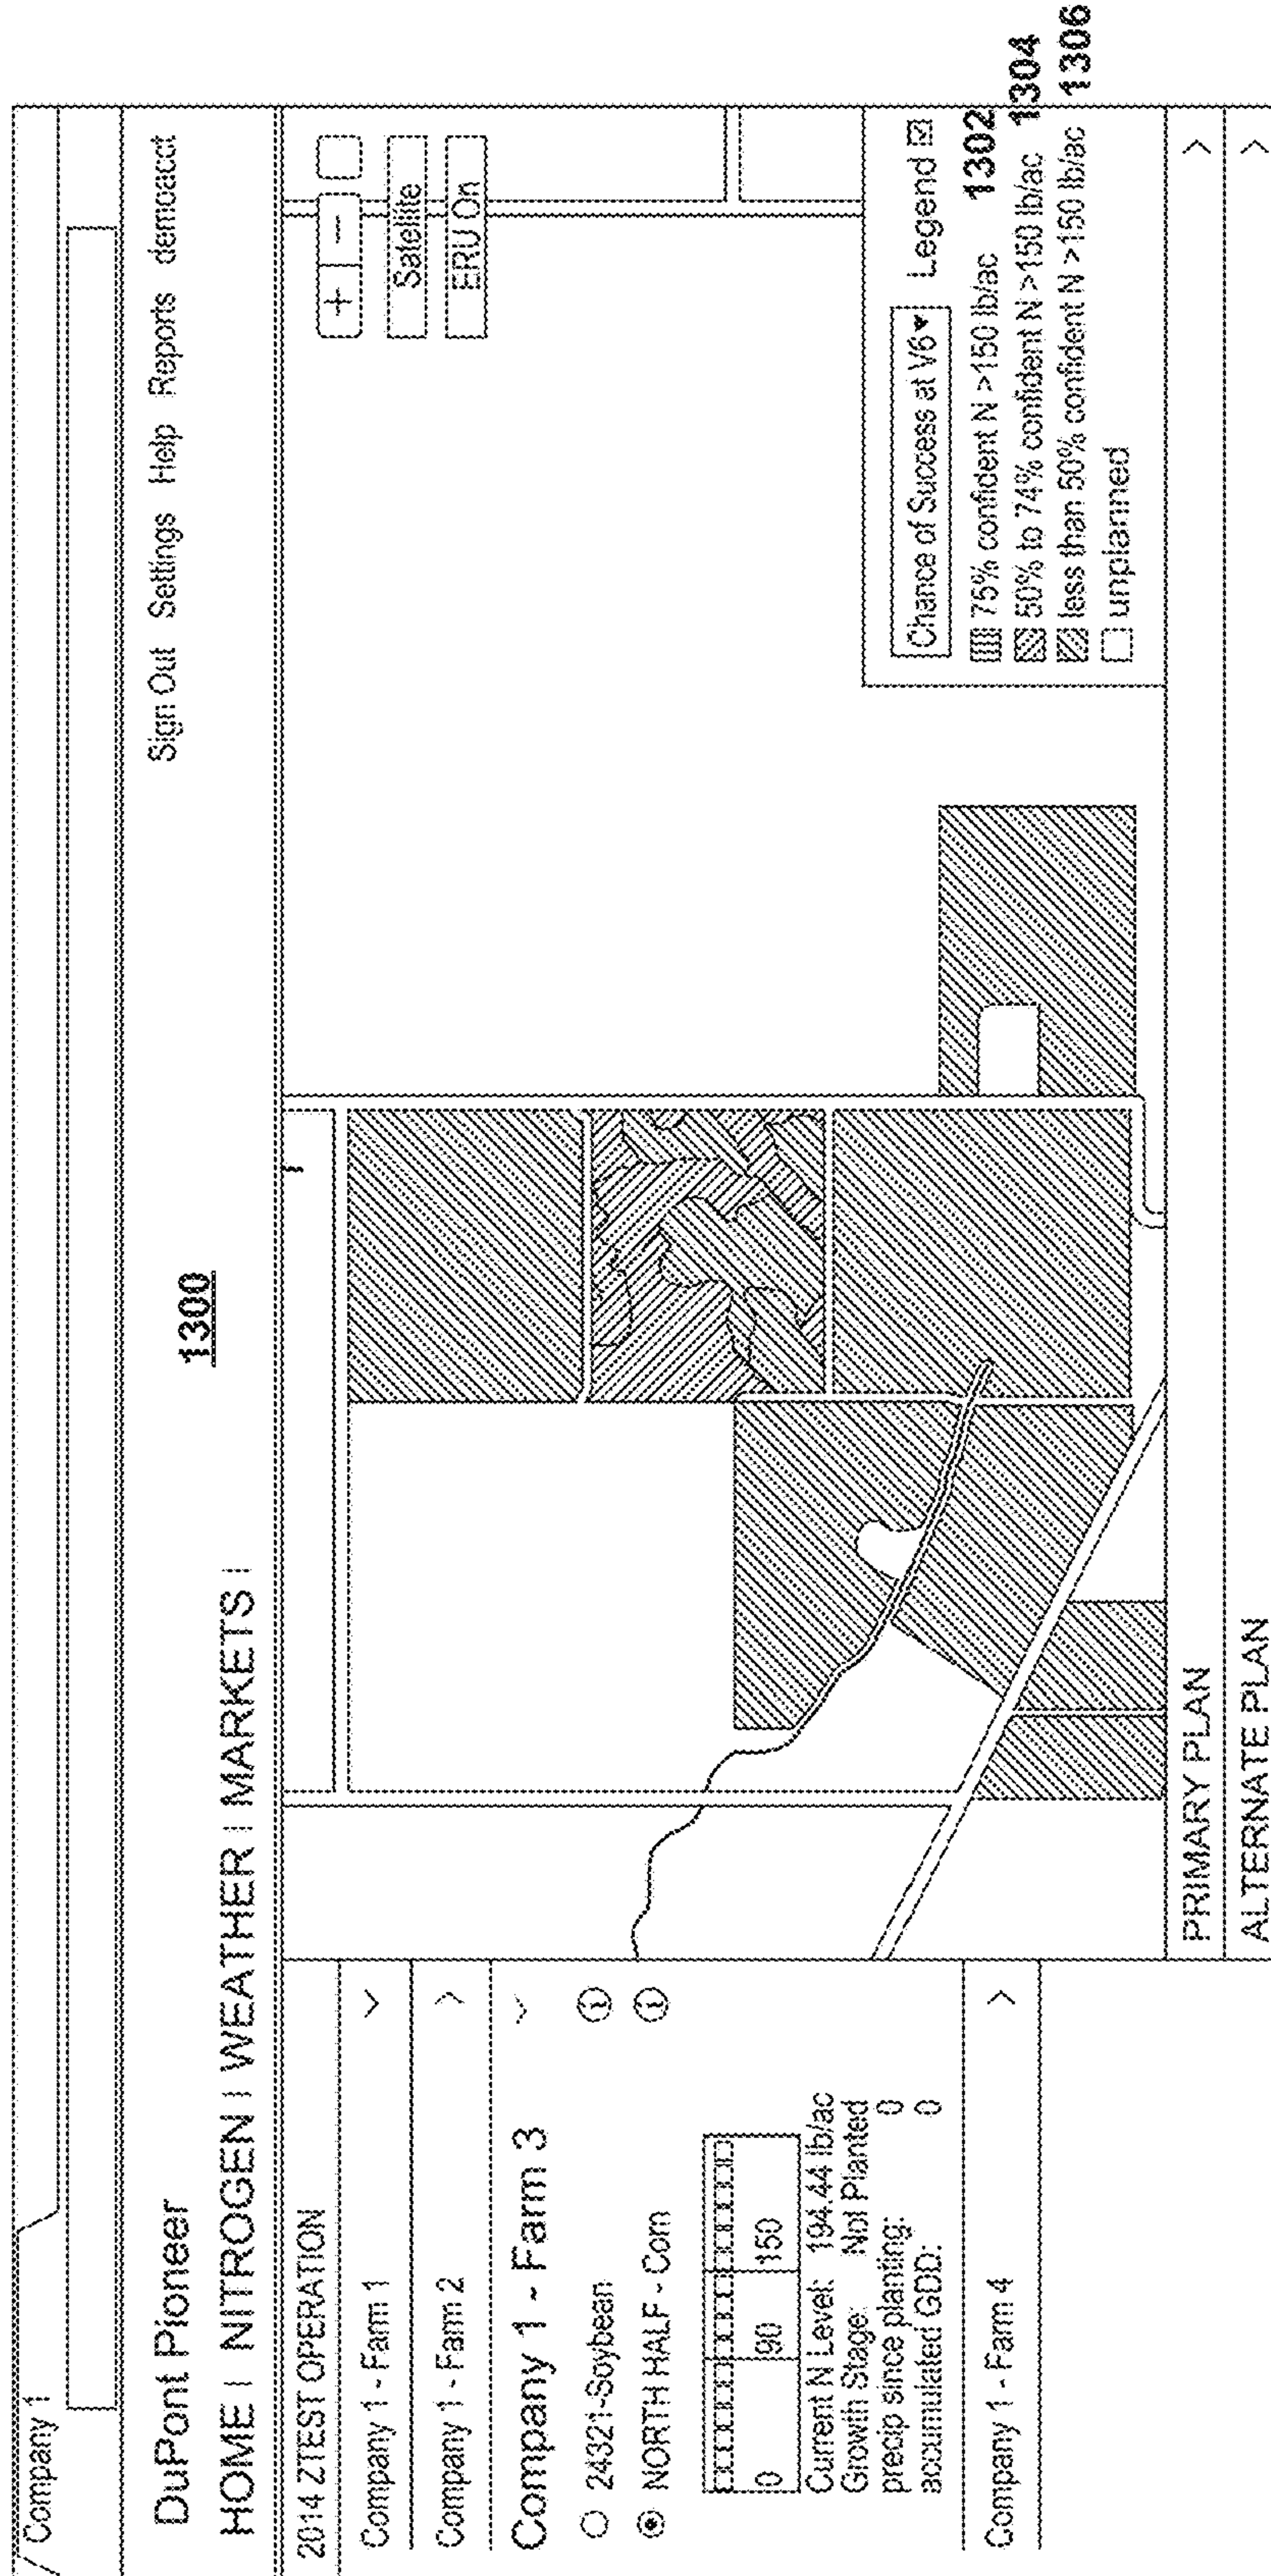 Company 1
DuPont Pioneer
1300
Sign Out Settings Help Reports demoacct
HOME | NITROGEN | WEATHER | MARKETS |
2014 ZTEST OPERATION
Company 1 - Farm 1
Company 1 - Farm 2
Company 1 - Farm 3
24321-Soybean
NORTH HALF - Corn
0 90 150
Current N Level: 194.44 lb/ac
Growth Stage: Not Planted
precip since planting: 0
accumulated GDD: 0
Company 1 - Farm 4
+ −
Satellite
ERU On
Chance of Success at V6 Legend
75% confident N >150 lb/ac 1302
50% to 74% confident N >150 lb/ac 1304
less than 50% confident N >150 lb/ac 1306
unplanned
PRIMARY PLAN >
ALTERNATE PLAN >